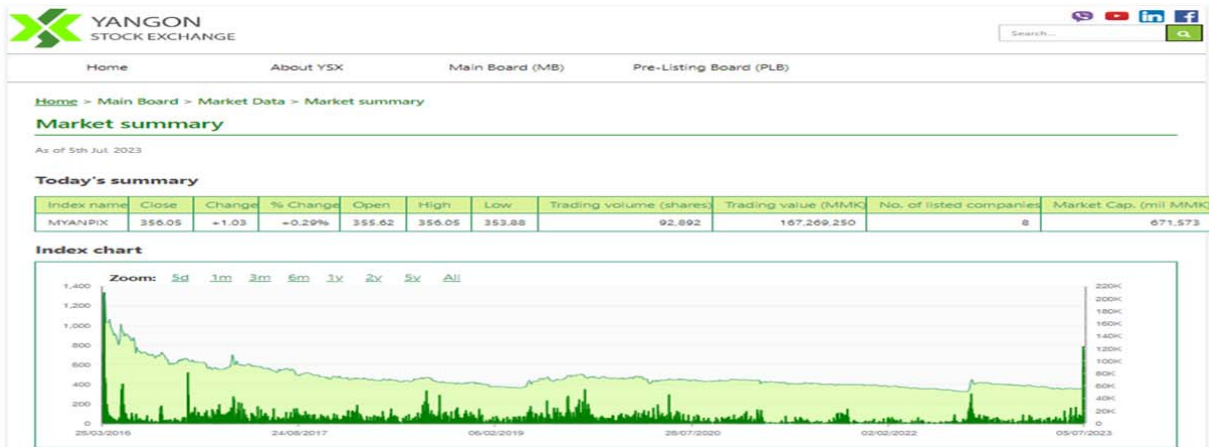 YANGON
STOCK EXCHANGE
Search...
Home About YSX Main Board (MB) Pre-Listing Board (PLB)
Home > Main Board > Market Data > Market summary
Market summary
As of 5th Jul. 2023
Today's summary
Index name Close Change % Change Open High Low Trading volume (shares) Trading value (MMK) No. of listed companies Market Cap. (mil MMK)
MYANPIX 356.05 +1.03 +0.29% 355.62 356.05 353.88 92,892 167,269,250 8 671,573
Index chart
Zoom: 5d 1m 3m 6m 1y 2y 5y All
1,400 220K
200K
1,200 180K
1,000 160K
140K
800 120K
600 100K
80K
400 60K
200 40K
20K
0 0
25/03/2016 24/08/2017 06/02/2019 28/07/2020 02/02/2022 05/07/2023